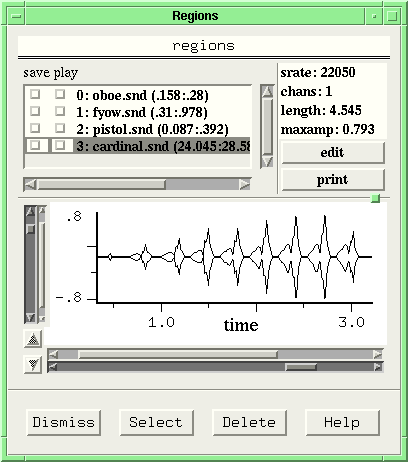 Regions
regions
save play
0: oboe.snd (.158:.28)
1: fyow.snd (.31:.978)
2: pistol.snd (0.087:.392)
3: cardinal.snd (24.045:28.58
srate: 22050
chans: 1
length: 4.545
maxamp: 0.793
edit
print
.8
-.8
1.0
time
3.0
Dismiss
Select
Delete
Help